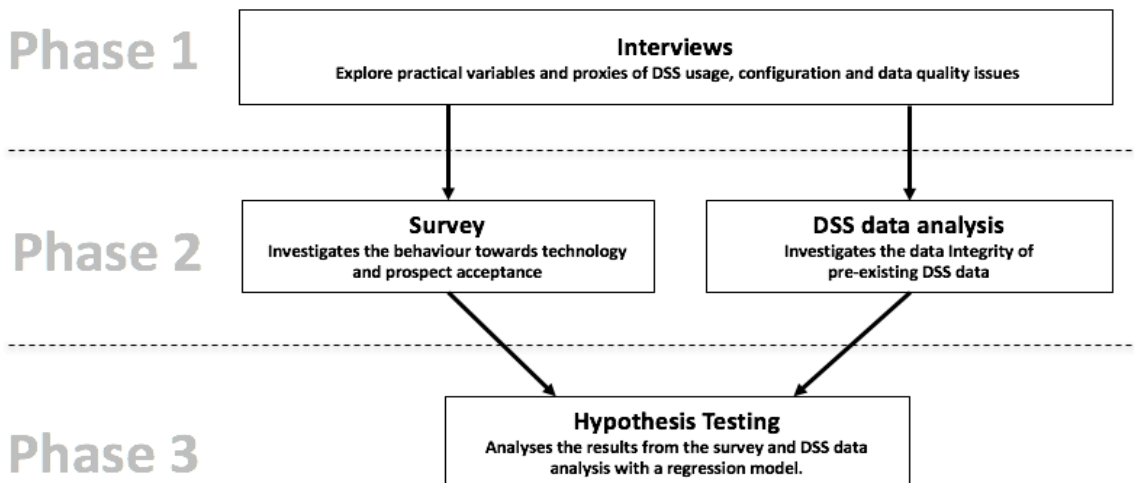 Phase 1
Interviews
Explore practical variables and proxies of DSS usage, configuration and data quality issues
Phase 2
Survey
Investigates the behaviour towards technology
and prospect acceptance
DSS data analysis
Investigates the data Integrity of
pre-existing DSS data
Phase 3
Hypothesis Testing
Analyses the results from the survey and DSS data
analysis with a regression model.